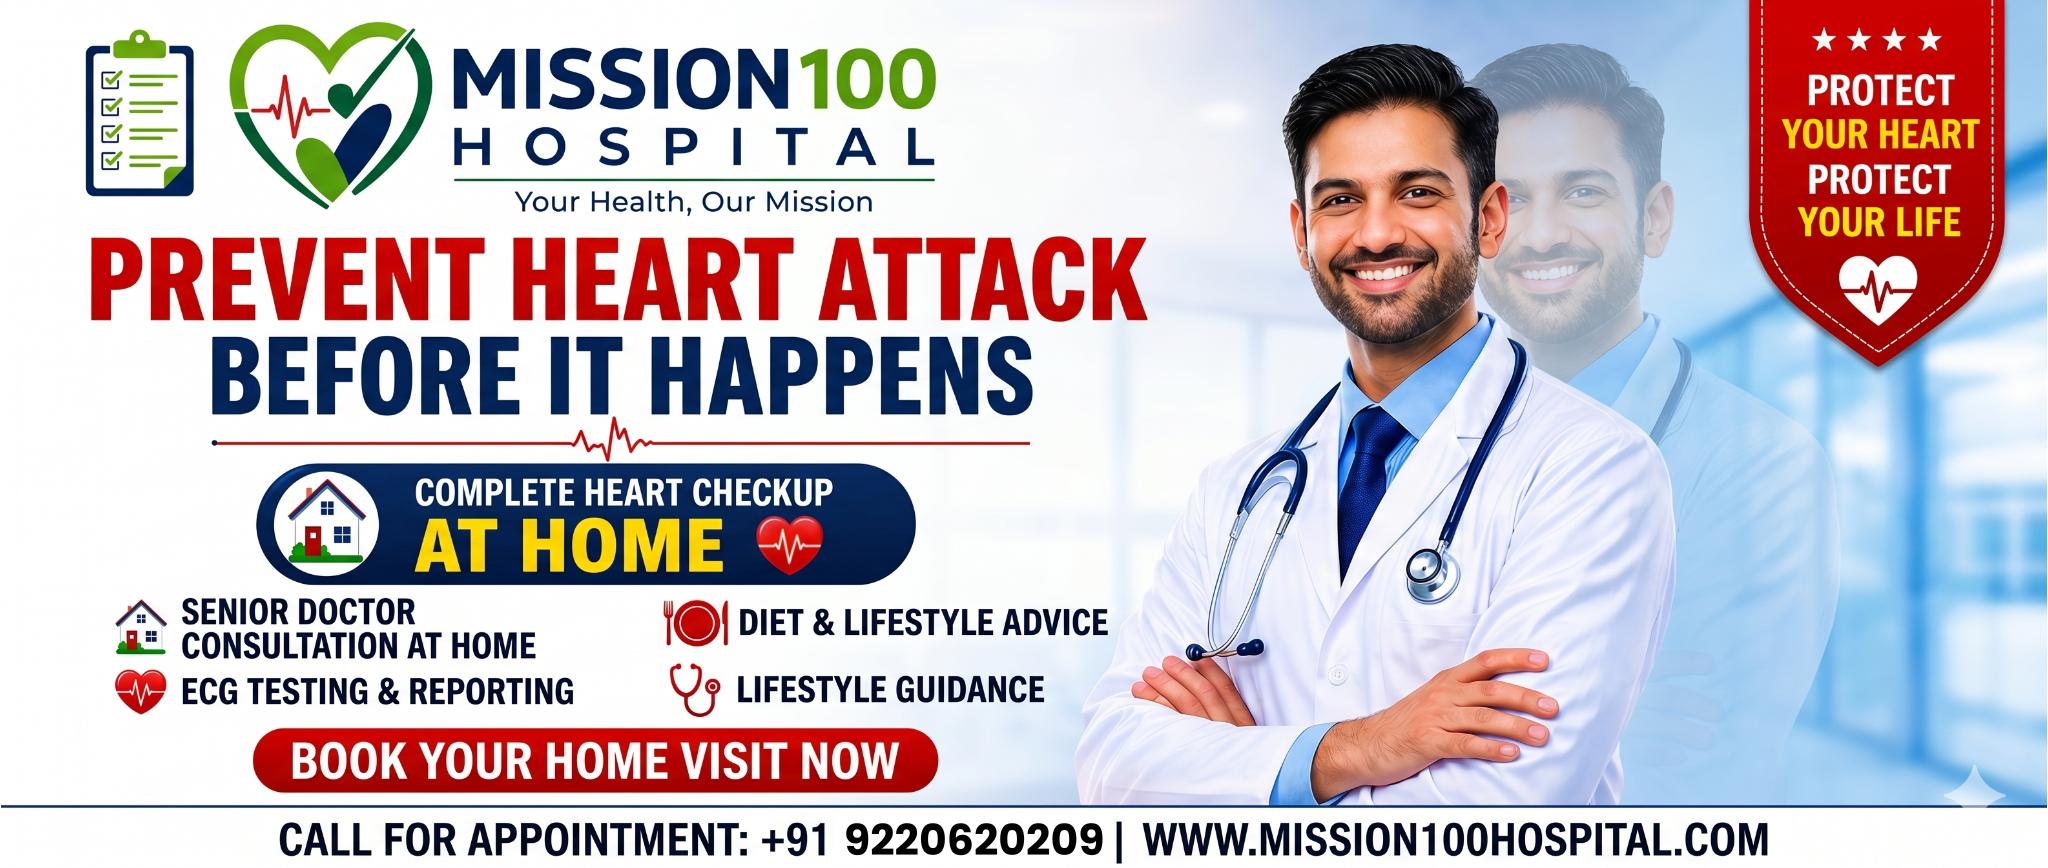 MISSION 100
HOSPITAL
Your Health, Our Mission
PREVENT HEART ATTACK
BEFORE IT HAPPENS
COMPLETE HEART CHECKUP
AT HOME
SENIOR DOCTOR
CONSULTATION AT HOME
ECG TESTING & REPORTING
DIET & LIFESTYLE ADVICE
LIFESTYLE GUIDANCE
BOOK YOUR HOME VISIT NOW
PROTECT
YOUR HEART
PROTECT
YOUR LIFE
CALL FOR APPOINTMENT: +91 9220620209 | WWW.MISSION100HOSPITAL.COM